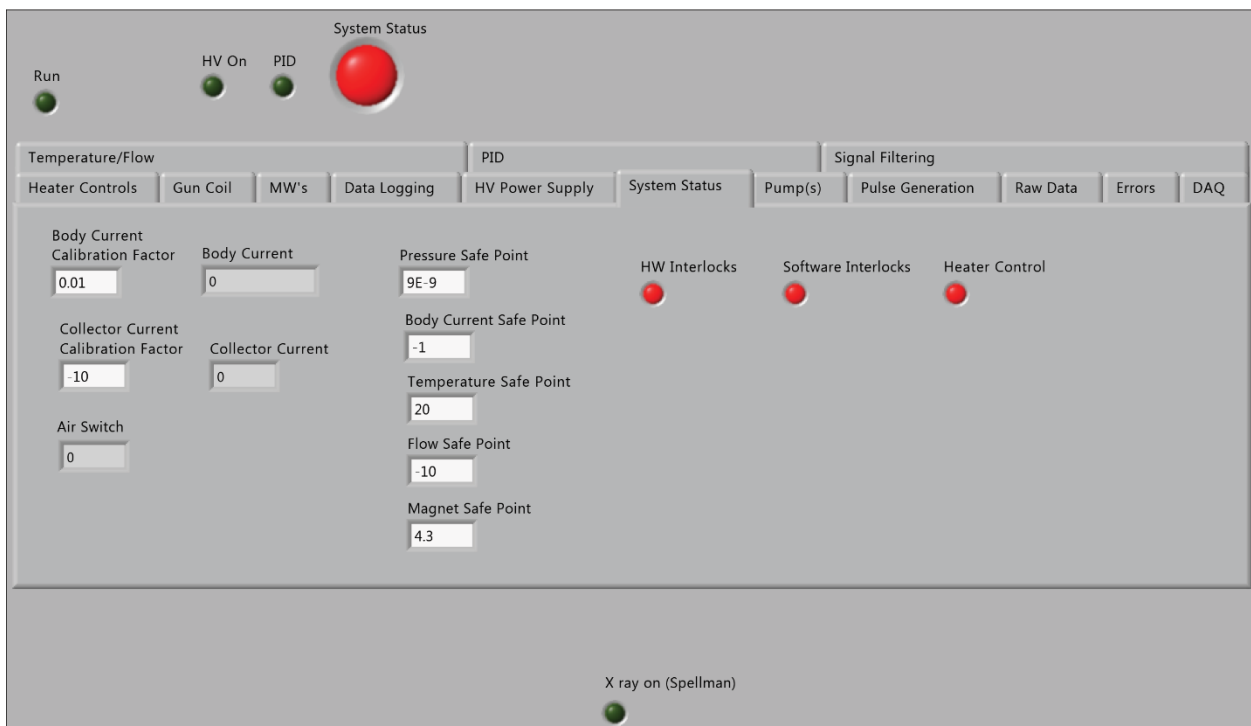 System Status
HV On
PID
Run
Temperature/Flow
PID
Signal Filtering
Heater Controls
Gun Coil
MW's
Data Logging
HV Power Supply
System Status
Pump(s)
Pulse Generation
Raw Data
Errors
DAQ
Body Current
Calibration Factor
0.01
Body Current
0
Pressure Safe Point
9E-9
HW Interlocks
Software Interlocks
Heater Control
Body Current Safe Point
-1
Collector Current
Calibration Factor
-10
Collector Current
0
Temperature Safe Point
20
Air Switch
0
Flow Safe Point
-10
Magnet Safe Point
4.3
X ray on (Spellman)